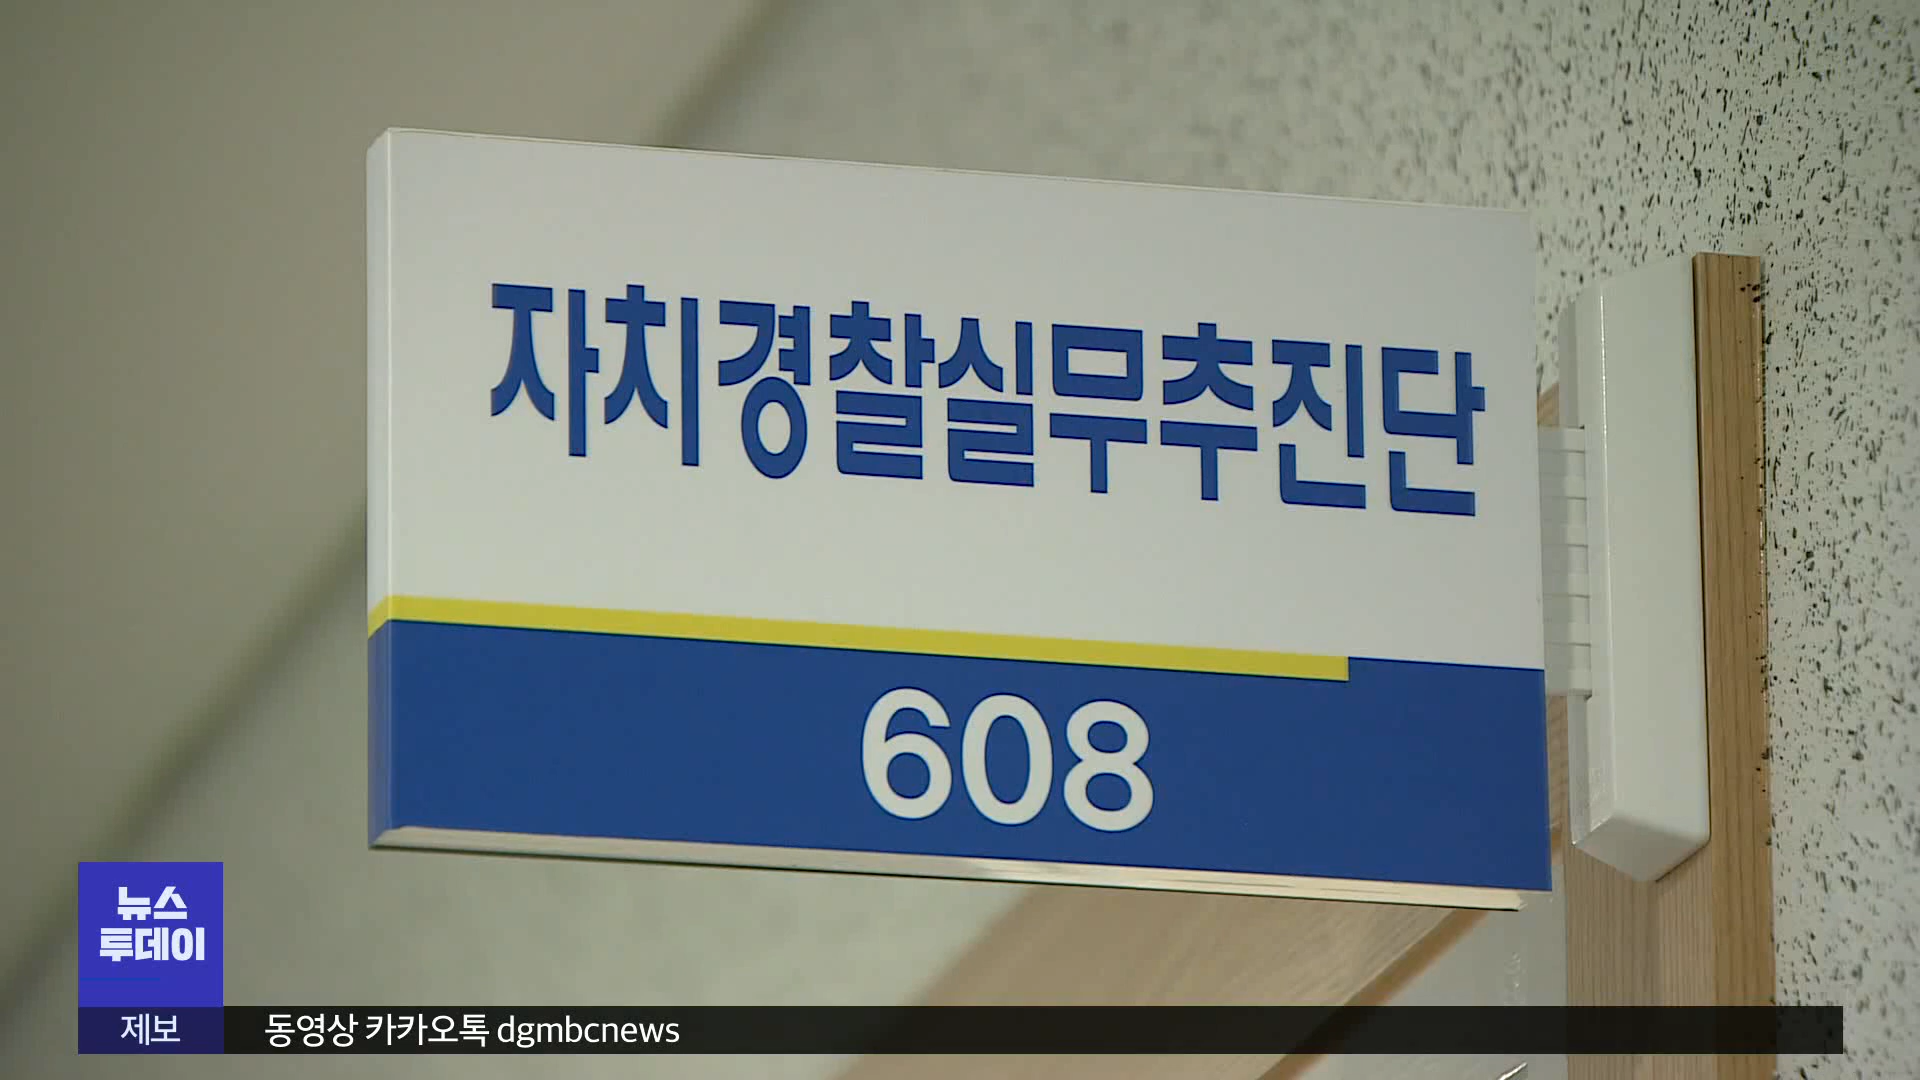 자치경찰실무추진단
608
뉴스
투데이
제보
동영상 카카오톡 dgmbcnews